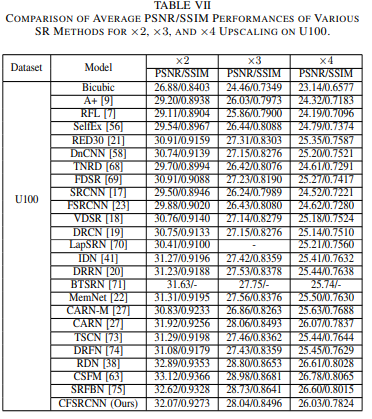 TABLE VII
COMPARISON OF AVERAGE PSNR/SSIM PERFORMANCES OF VARIOUS
SR METHODS FOR ×2, ×3, AND ×4 UPSCALING ON U100.
Dataset Model ×2 ×3 ×4
PSNR/SSIM PSNR/SSIM PSNR/SSIM
U100
Bicubic 26.88/0.8403 24.46/0.7349 23.14/0.6577
A+ [9] 29.20/0.8938 26.03/0.7973 24.32/0.7183
RFL [7] 29.11/0.8904 25.86/0.7900 24.19/0.7096
SelfEx [56] 29.54/0.8967 26.44/0.8088 24.79/0.7374
RED30 [21] 30.91/0.9159 27.31/0.8303 25.35/0.7587
DnCNN [58] 30.74/0.9139 27.15/0.8276 25.20/0.7521
TNRD [68] 29.70/0.8994 26.42/0.8076 24.61/0.7291
FDSR [69] 30.91/0.9088 27.23/0.8190 25.27/0.7417
SRCNN [17] 29.50/0.8946 26.24/0.7989 24.52/0.7221
FSRCNN [23] 29.88/0.9020 26.43/0.8080 24.62/0.7280
VDSR [18] 30.76/0.9140 27.14/0.8279 25.18/0.7524
DRCN [19] 30.75/0.9133 27.15/0.8276 25.14/0.7510
LapSRN [70] 30.41/0.9100 - 25.21/0.7560
IDN [41] 31.27/0.9196 27.42/0.8359 25.41/0.7632
DRRN [20] 31.23/0.9188 27.53/0.8378 25.44/0.7638
BTSRN [71] 31.63/- 27.75/- 25.74/-
MemNet [22] 31.31/0.9195 27.56/0.8376 25.50/0.7630
CARN-M [27] 30.83/0.9233 26.86/0.8263 25.63/0.7688
CARN [27] 31.92/0.9256 28.06/0.8493 26.07/0.7837
TSCN [73] 31.29/0.9198 27.46/0.8362 25.44/0.7644
DRFN [74] 31.08/0.9179 27.43/0.8359 25.45/0.7629
RDN [38] 32.89/0.9353 28.80/0.8653 26.61/0.8028
CSFM [63] 33.12/0.9366 28.98/0.8681 26.78/0.8065
SRFBN [75] 32.62/0.9328 28.73/0.8641 26.60/0.8015
CFSRCNN (Ours) 32.07/0.9273 28.04/0.8496 26.03/0.7824